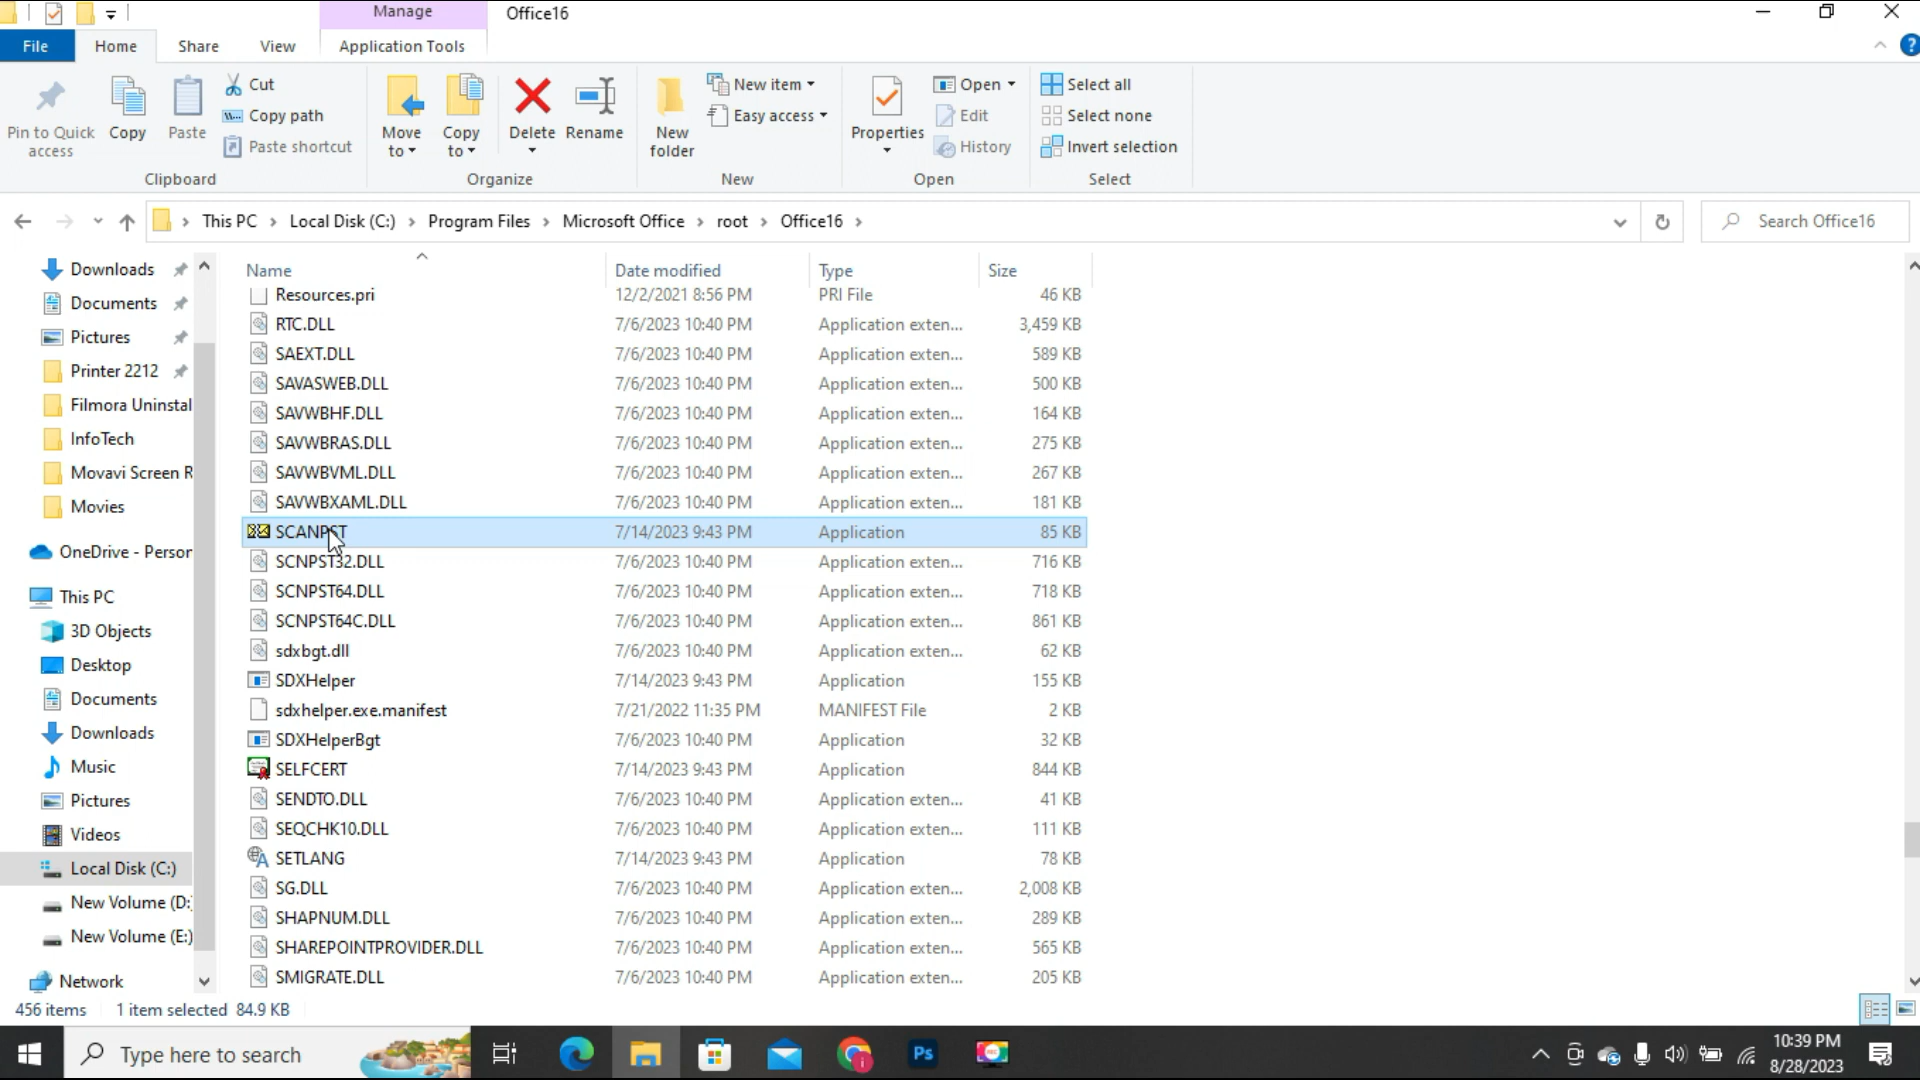 Manage
Office16
File
Home
Share
View
Application Tools
Pin to Quick access
Copy
Paste
Cut
Copy path
Paste shortcut
Clipboard
Move to
Copy to
Delete
Rename
Organize
New folder
New item
Easy access
New
Properties
Open
Edit
History
Open
Select all
Select none
Invert selection
Select
This PC > Local Disk (C:) > Program Files > Microsoft Office > root > Office16 >
Search Office16
Downloads
Documents
Pictures
Printer 2212
Filmora Uninstal
InfoTech
Movavi Screen R
Movies
OneDrive - Person
This PC
3D Objects
Desktop
Documents
Downloads
Music
Pictures
Videos
Local Disk (C:)
New Volume (D:
New Volume (E:)
Network
Name Date modified Type Size
Resources.pri 12/2/2021 8:56 PM PRI File 46 KB
RTC.DLL 7/6/2023 10:40 PM Application exten... 3,459 KB
SAEXT.DLL 7/6/2023 10:40 PM Application exten... 589 KB
SAVASWEB.DLL 7/6/2023 10:40 PM Application exten... 500 KB
SAVWBHF.DLL 7/6/2023 10:40 PM Application exten... 164 KB
SAVWBRAS.DLL 7/6/2023 10:40 PM Application exten... 275 KB
SAVWBVML.DLL 7/6/2023 10:40 PM Application exten... 267 KB
SAVWBXAML.DLL 7/6/2023 10:40 PM Application exten... 181 KB
SCANPST 7/14/2023 9:43 PM Application 85 KB
SCNPST32.DLL 7/6/2023 10:40 PM Application exten... 716 KB
SCNPST64.DLL 7/6/2023 10:40 PM Application exten... 718 KB
SCNPST64C.DLL 7/6/2023 10:40 PM Application exten... 861 KB
sdxbgt.dll 7/6/2023 10:40 PM Application exten... 62 KB
SDXHelper 7/14/2023 9:43 PM Application 155 KB
sdxhelper.exe.manifest 7/21/2022 11:35 PM MANIFEST File 2 KB
SDXHelperBgt 7/6/2023 10:40 PM Application 32 KB
SELFCERT 7/14/2023 9:43 PM Application 844 KB
SENDTO.DLL 7/6/2023 10:40 PM Application exten... 41 KB
SEQCHK10.DLL 7/6/2023 10:40 PM Application exten... 111 KB
SETLANG 7/14/2023 9:43 PM Application 78 KB
SG.DLL 7/6/2023 10:40 PM Application exten... 2,008 KB
SHAPNUM.DLL 7/6/2023 10:40 PM Application exten... 289 KB
SHAREPOINTPROVIDER.DLL 7/6/2023 10:40 PM Application exten... 565 KB
SMIGRATE.DLL 7/6/2023 10:40 PM Application exten... 205 KB
456 items 1 item selected 84.9 KB
Type here to search
Ps
10:39 PM
8/28/2023